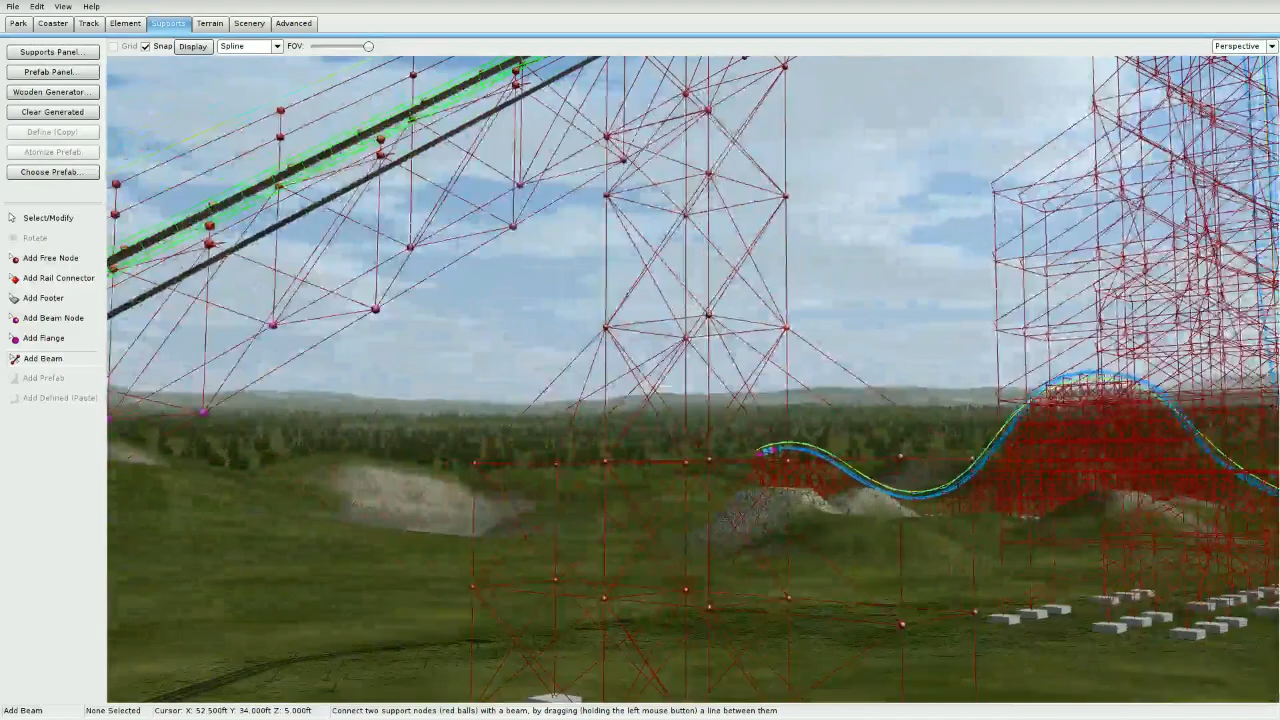 File Edit View Help
Park Coaster Track Element Supports Terrain Scenery Advanced
Grid Snap Display Spline FOV: Perspective
Supports Panel...
Prefab Panel...
Wooden Generator...
Clear Generated
Define (Copy)
Atomize Prefab
Choose Prefab...
Select/Modify
Rotate
Add Free Node
Add Rail Connector
Add Footer
Add Beam Node
Add Flange
Add Beam
Add Prefab
Add Defined (Paste)
Add Beam None Selected Cursor: X: 52.500ft Y: 34.000ft Z: 5.000ft Connect two support nodes (red balls) with a beam, by dragging (holding the left mouse button) a line between them